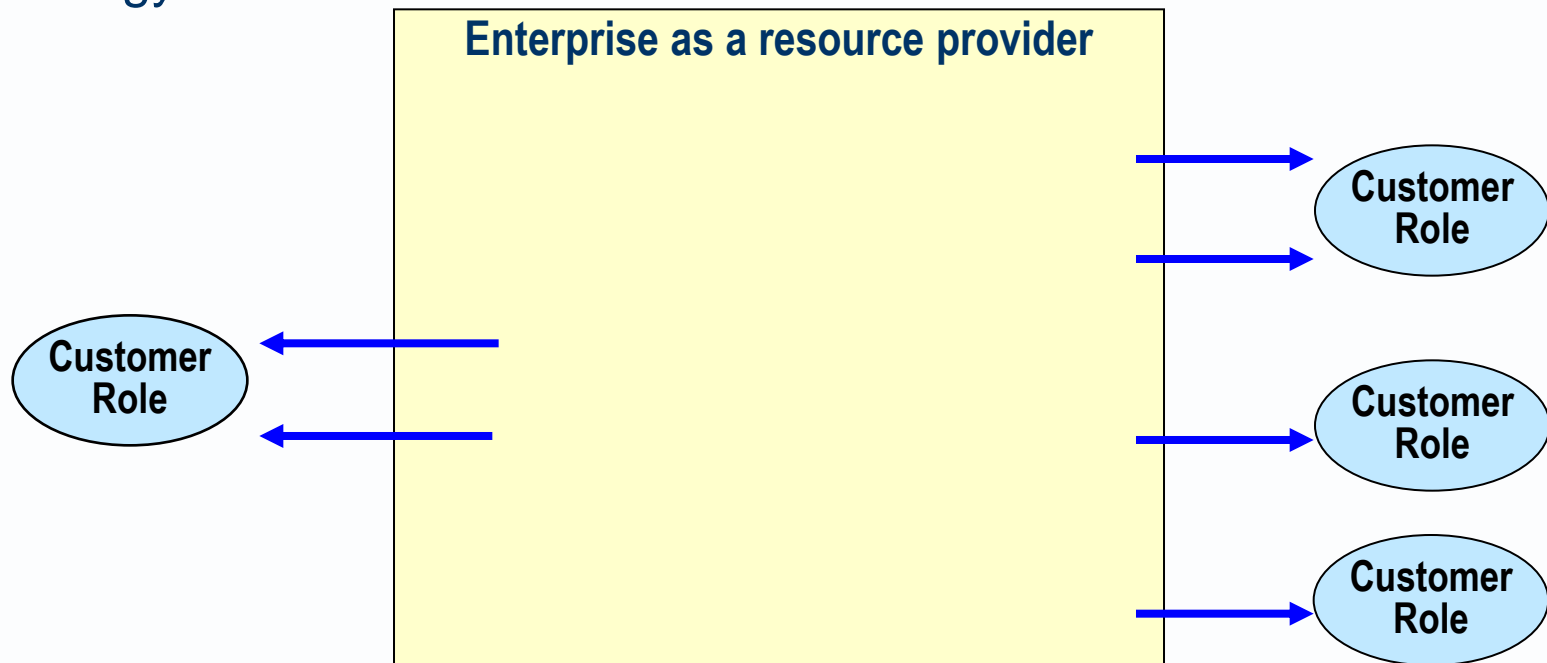 Enterprise as a resource provider
Customer
Role
Customer
Role
Customer
Role
Customer
Role